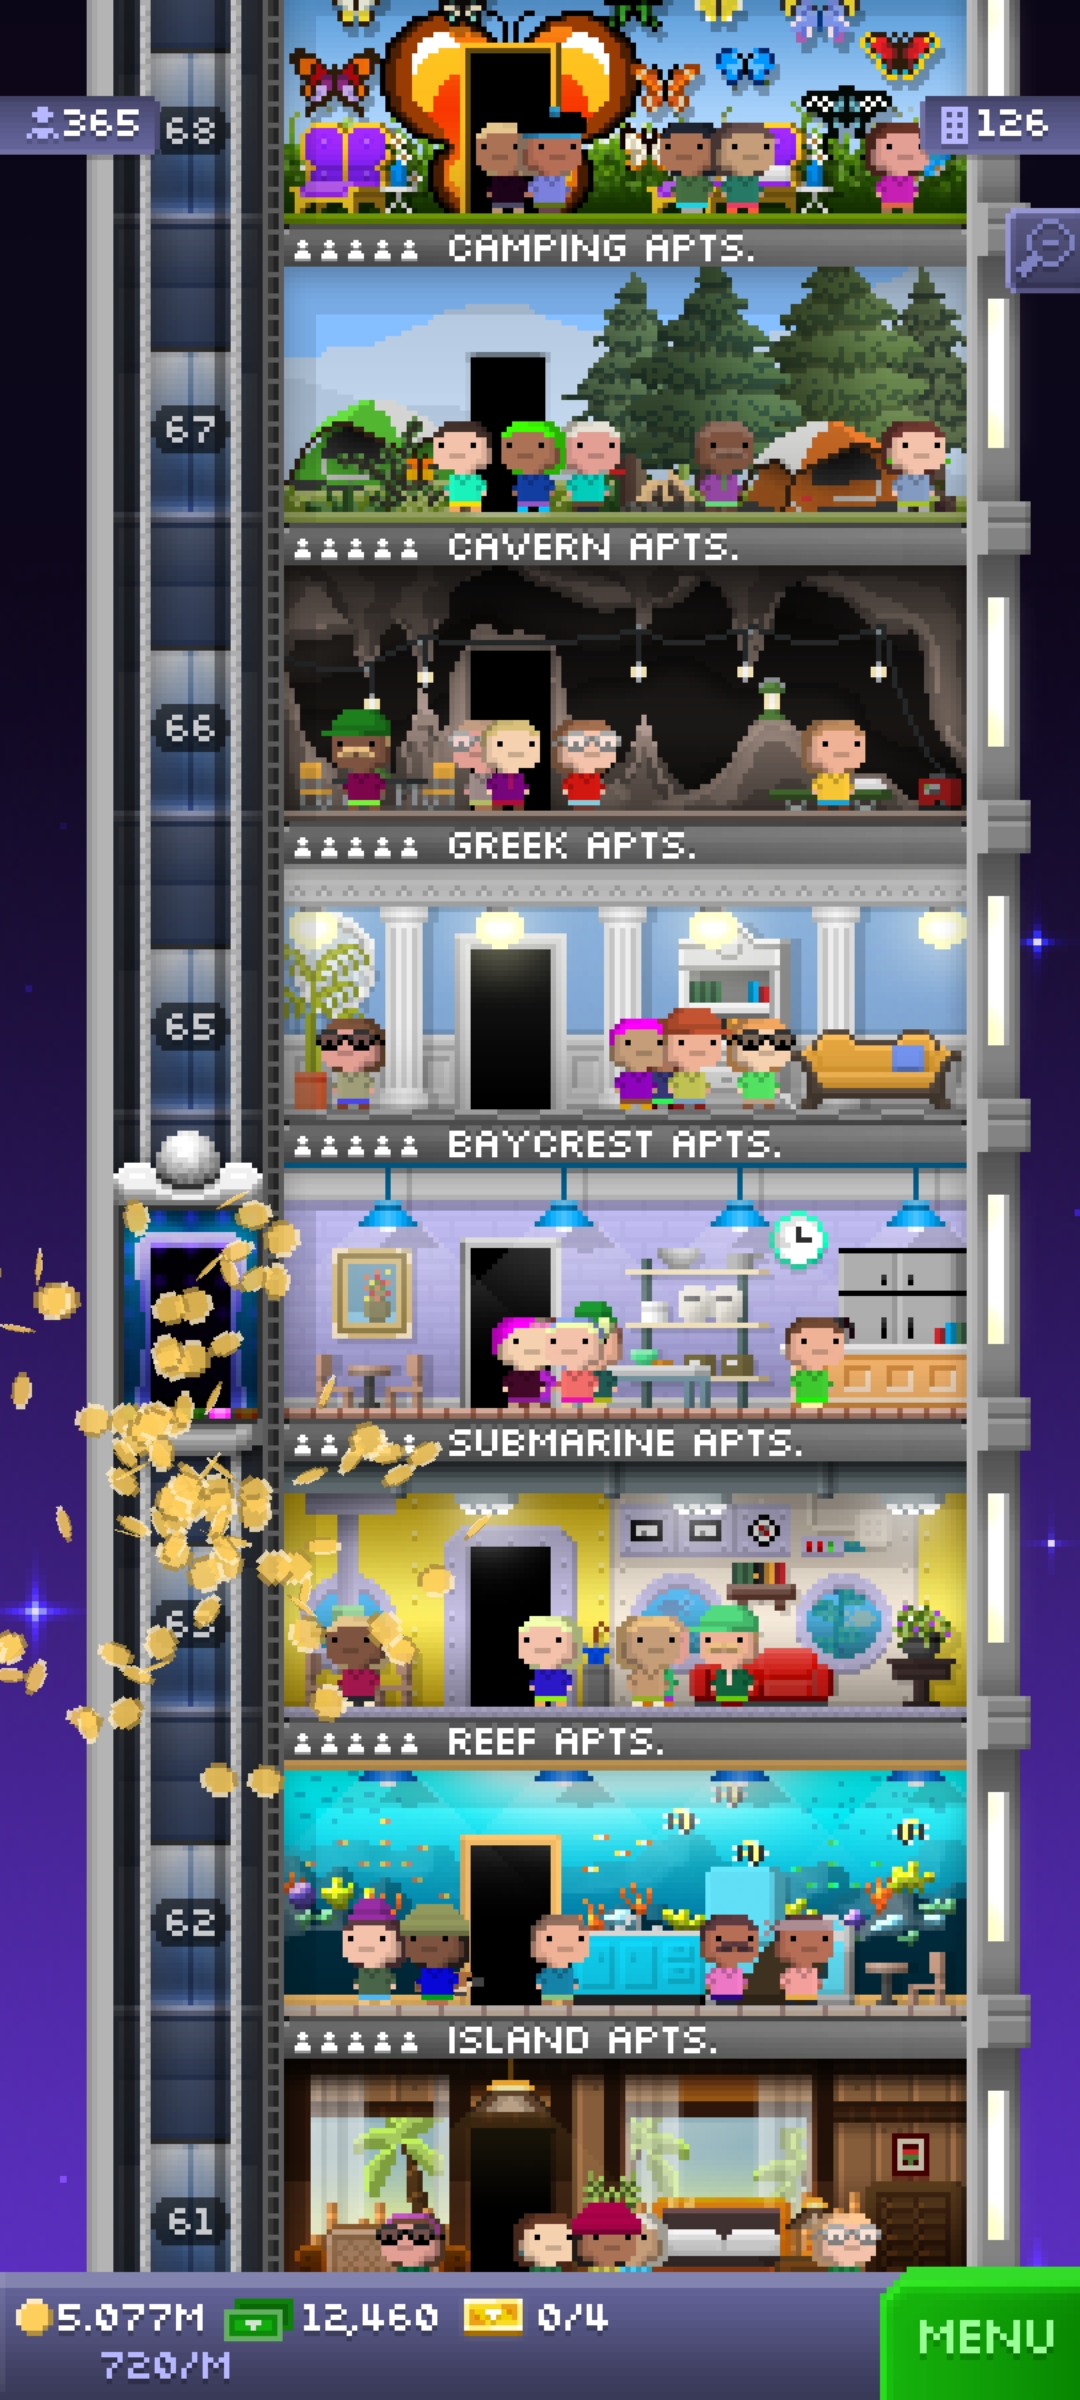 365
68
126
CAMPING APTS.
67
CAVERN APTS.
66
GREEK APTS.
65
BAYCREST APTS.
SUBMARINE APTS.
REEF APTS.
62
ISLAND APTS.
61
5.077M 12,460 0/4
720/M
MENU